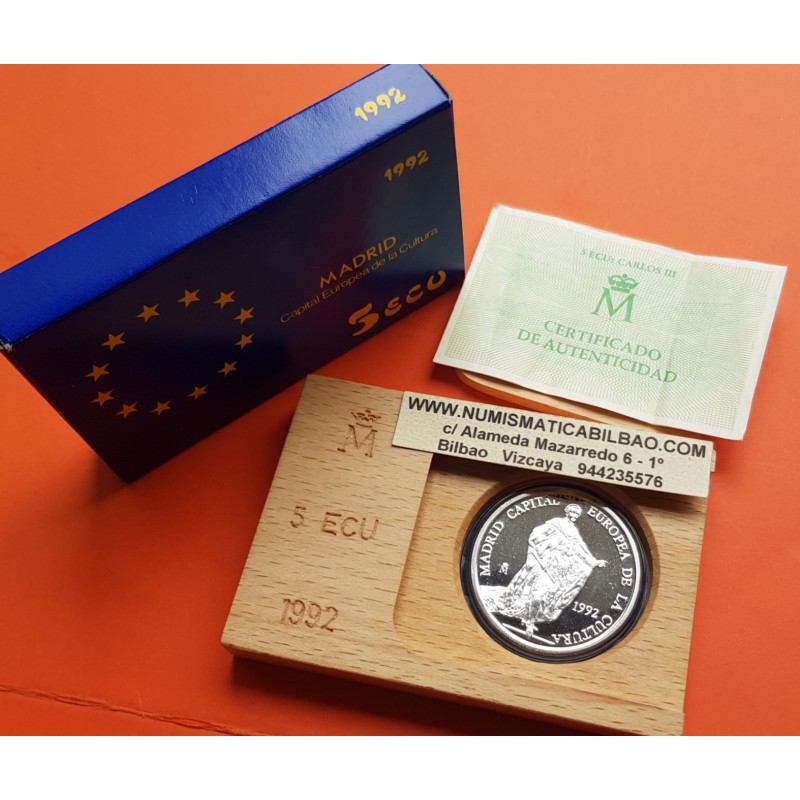 1992
1992
MADRID
Capital Europea de la Cultura
5 ECU
5 ECUs CARLOS III
M
CERTIFICADO
DE AUTENTICIDAD
WWW.NUMISMATICABILBAO.COM
c/ Alameda Mazarredo 6 - 1º
Bilbao Vizcaya 944235576
M
5 ECU
1992
MADRID CAPITAL EUROPEA DE LA CULTURA
M
1992